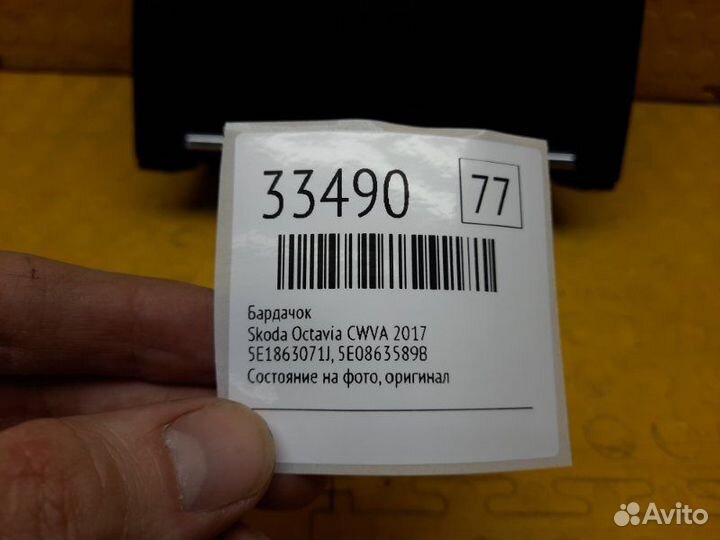 33490
77
Бардачок
Skoda Octavia CWVA 2017
5E1863071J, 5E0863589B
Состояние на фото, оригинал
Avito